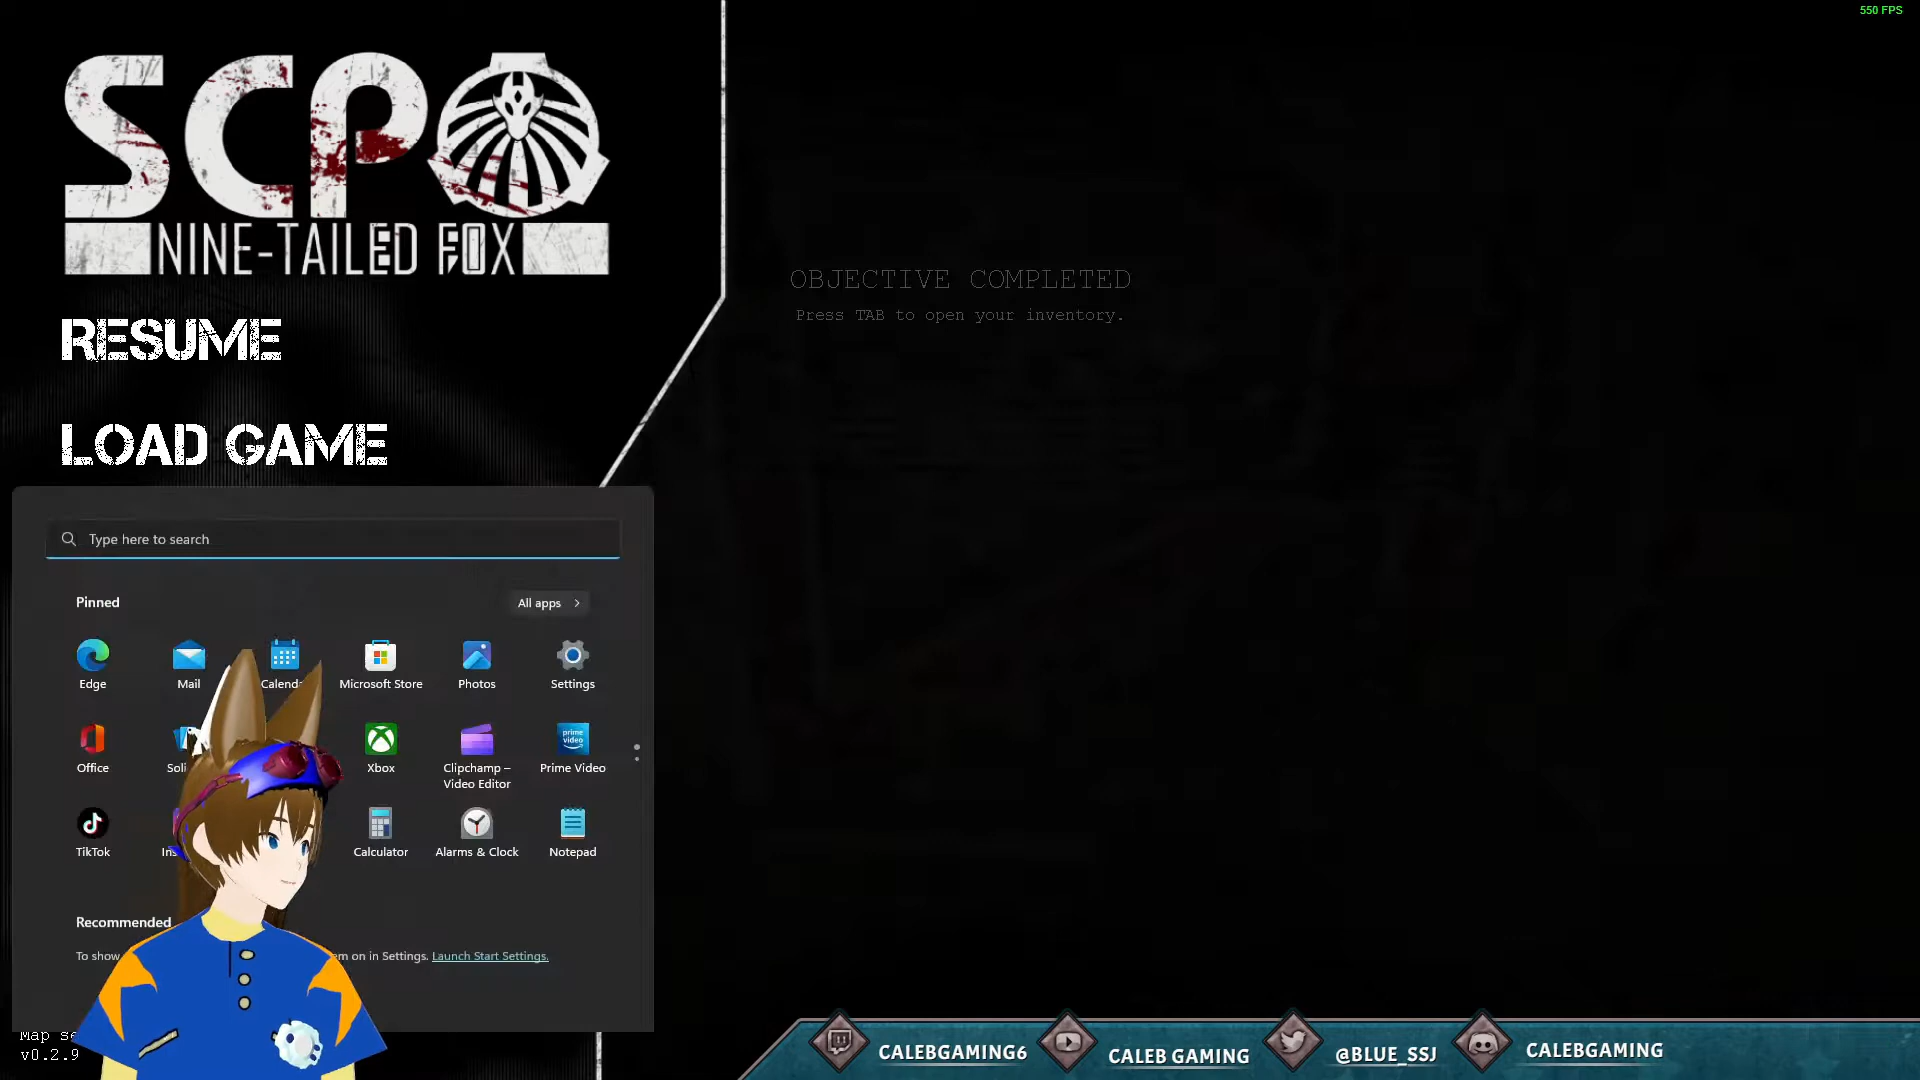 550 FPS
SCP
NINE-TAILED FOX
OBJECTIVE COMPLETED
Press TAB to open your inventory.
RESUME
LOAD GAME
Type here to search
Pinned
All apps
Edge
Mail
Microsoft Store
Photos
Settings
Office
Xbox
Clipchamp –
Video Editor
Prime Video
prime
video
TikTok
Calculator
Alarms & Clock
Notepad
Recommended
To show
on in Settings. Launch Start Settings.
Map
v0.2.9
CALEBGAMING6
CALEB GAMING
@BLUE_SSJ
CALEBGAMING